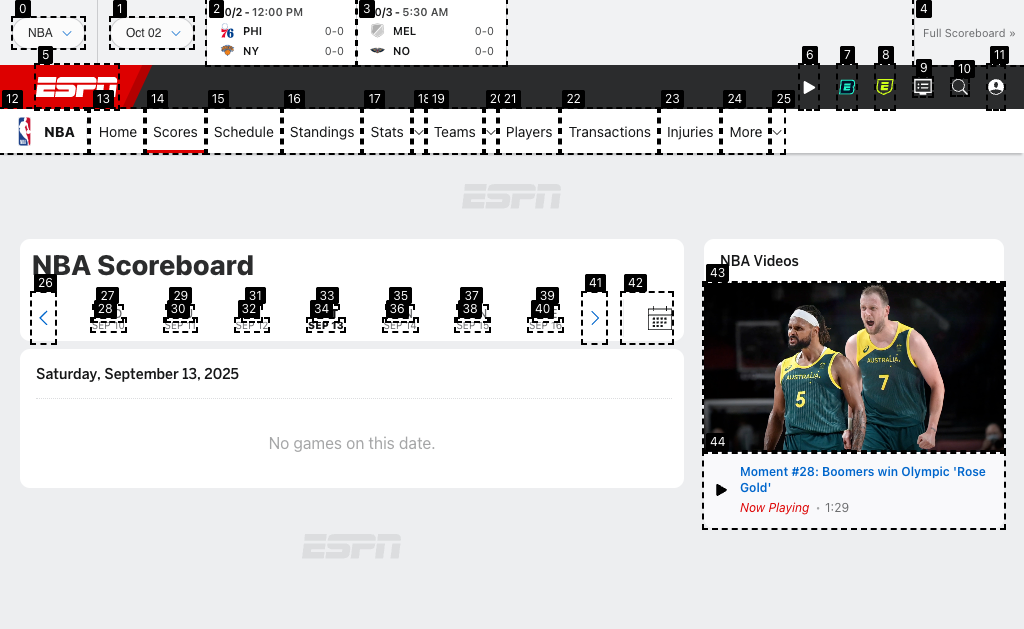 0
1
2
0/2 - 12:00 PM
3
0/3 - 5:30 AM
4
NBA
Oct 02
PHI
0-0
MEL
0-0
Full Scoreboard »
NY
0-0
NO
0-0
5
6
7
8
9
10
11
ESPN
12
13
14
15
16
17
19
21
22
23
24
25
NBA
Home
Scores
Schedule
Standings
Stats
Teams
Players
Transactions
Injuries
More
ESPN
NBA Scoreboard
NBA Videos
26
27
29
31
33
35
37
39
41
42
43
28
30
32
34
36
38
40
SEP 10
SEP 11
SEP 12
SEP 13
SEP 14
SEP 15
SEP 16
Saturday, September 13, 2025
AUSTRALIA
5
AUSTRALIA
7
No games on this date.
44
Moment #28: Boomers win Olympic 'Rose
Gold'
Now Playing
1:29
ESPN